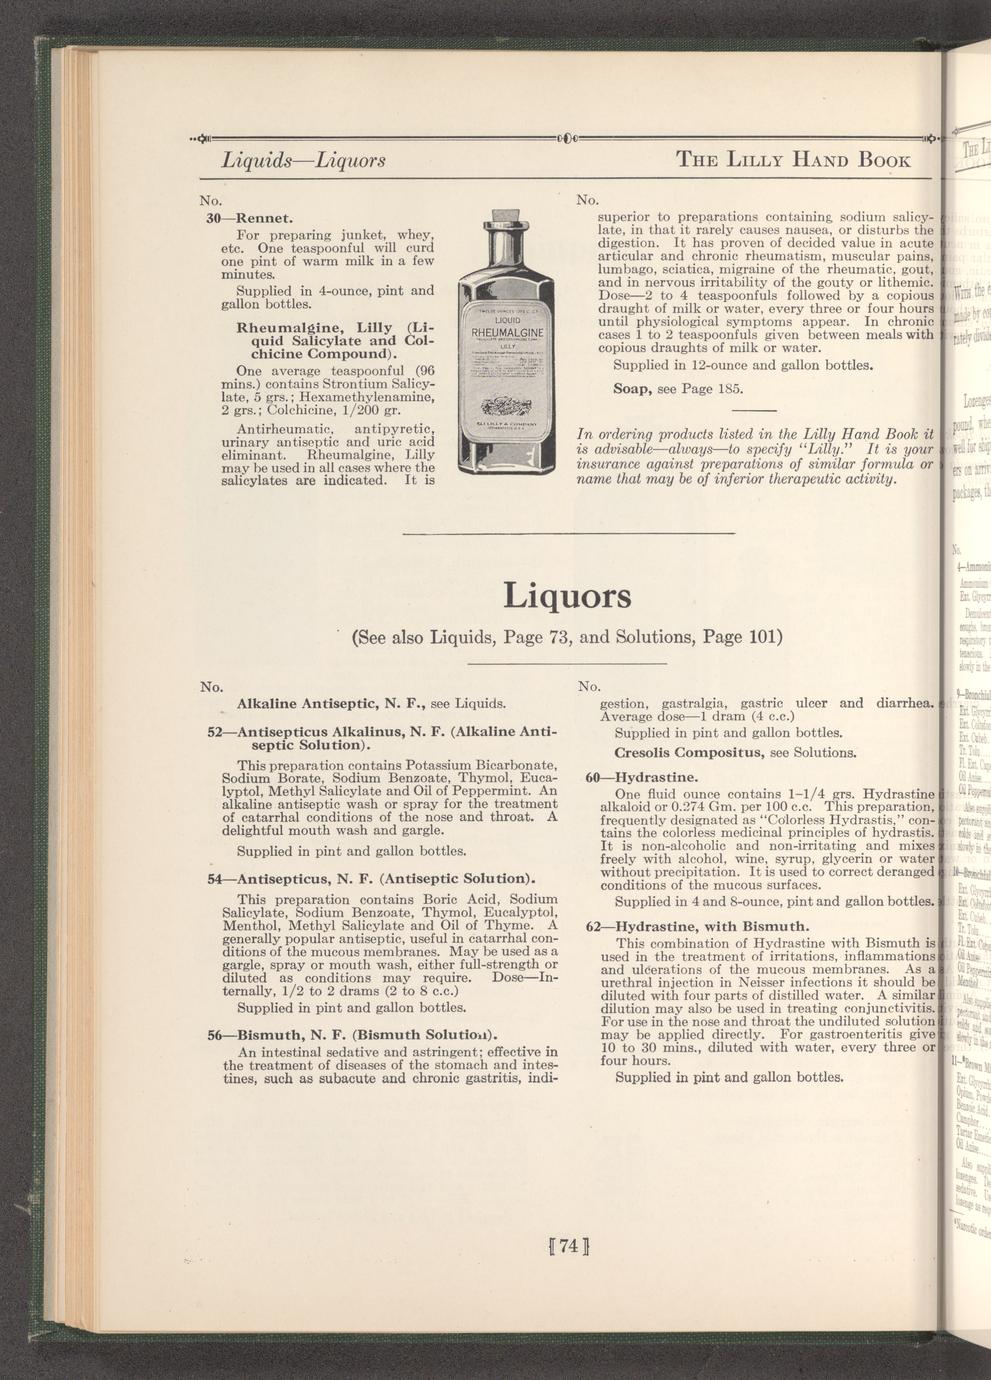 Liquids—Liquors
THE LILLY HAND BOOK
No.
30—Rennet.
For preparing junket, whey,
etc. One teaspoonful will curd
one pint of warm milk in a few
minutes.
Supplied in 4-ounce, pint and
gallon bottles.
Rheumalgine, Lilly (Li-
quid Salicylate and Col-
chicine Compound).
One average teaspoonful (96
mins.) contains Strontium Salicy-
late, 5 grs.; Hexamethylenamine,
2 grs.; Colchicine, 1/200 gr.
Antirheumatic, antipyretic,
urinary antiseptic and uric acid
eliminant. Rheumalgine, Lilly
may be used in all cases where the
salicylates are indicated. It is
LIQUID
RHEUMALGINE
LILLY
ELI LILLY & COMPANY
No.
superior to preparations containing sodium salicy-
late, in that it rarely causes nausea, or disturbs the
digestion. It has proven of decided value in acute
articular and chronic rheumatism, muscular pains,
lumbago, sciatica, migraine of the rheumatic, gout,
and in nervous irritability of the gouty or lithemic.
Dose—2 to 4 teaspoonfuls followed by a copious
draught of milk or water, every three or four hours
until physiological symptoms appear. In chronic
cases 1 to 2 teaspoonfuls given between meals with
copious draughts of milk or water.
Supplied in 12-ounce and gallon bottles.
Soap, see Page 185.
In ordering products listed in the Lilly Hand Book it
is advisable—always—to specify “Lilly.” It is your
insurance against preparations of similar formula or
name that may be of inferior therapeutic activity.
Liquors
(See also Liquids, Page 73, and Solutions, Page 101)
No.
Alkaline Antiseptic, N. F., see Liquids.
52—Antisepticus Alkalinus, N. F. (Alkaline Anti-
septic Solution).
This preparation contains Potassium Bicarbonate,
Sodium Borate, Sodium Benzoate, Thymol, Euca-
lyptol, Methyl Salicylate and Oil of Peppermint. An
alkaline antiseptic wash or spray for the treatment
of catarrhal conditions of the nose and throat. A
delightful mouth wash and gargle.
Supplied in pint and gallon bottles.
54—Antisepticus, N. F. (Antiseptic Solution).
This preparation contains Boric Acid, Sodium
Salicylate, Sodium Benzoate, Thymol, Eucalyptol,
Menthol, Methyl Salicylate and Oil of Thyme. A
generally popular antiseptic, useful in catarrhal con-
ditions of the mucous membranes. May be used as a
gargle, spray or mouth wash, either full-strength or
diluted as conditions may require. Dose—In-
ternally, 1/2 to 2 drams (2 to 8 c.c.)
Supplied in pint and gallon bottles.
56—Bismuth, N. F. (Bismuth Solution).
An intestinal sedative and astringent; effective in
the treatment of diseases of the stomach and intes-
tines, such as subacute and chronic gastritis, indi-
No.
gestion, gastralgia, gastric ulcer and diarrhea.
Average dose—1 dram (4 c.c.)
Supplied in pint and gallon bottles.
Cresolis Compositus, see Solutions.
60—Hydrastine.
One fluid ounce contains 1-1/4 grs. Hydrastine
alkaloid or 0.274 Gm. per 100 c.c. This preparation,
frequently designated as “Colorless Hydrastis,” con-
tains the colorless medicinal principles of hydrastis.
It is non-alcoholic and non-irritating and mixes
freely with alcohol, wine, syrup, glycerin or water
without precipitation. It is used to correct deranged
conditions of the mucous surfaces.
Supplied in 4 and 8-ounce, pint and gallon bottles.
62—Hydrastine, with Bismuth.
This combination of Hydrastine with Bismuth is
used in the treatment of irritations, inflammations
and ulcerations of the mucous membranes. As a
urethral injection in Neisser infections it should be
diluted with four parts of distilled water. A similar
dilution may also be used in treating conjunctivitis.
For use in the nose and throat the undiluted solution
may be applied directly. For gastroenteritis give
10 to 30 mins., diluted with water, every three or
four hours.
Supplied in pint and gallon bottles.
[74]